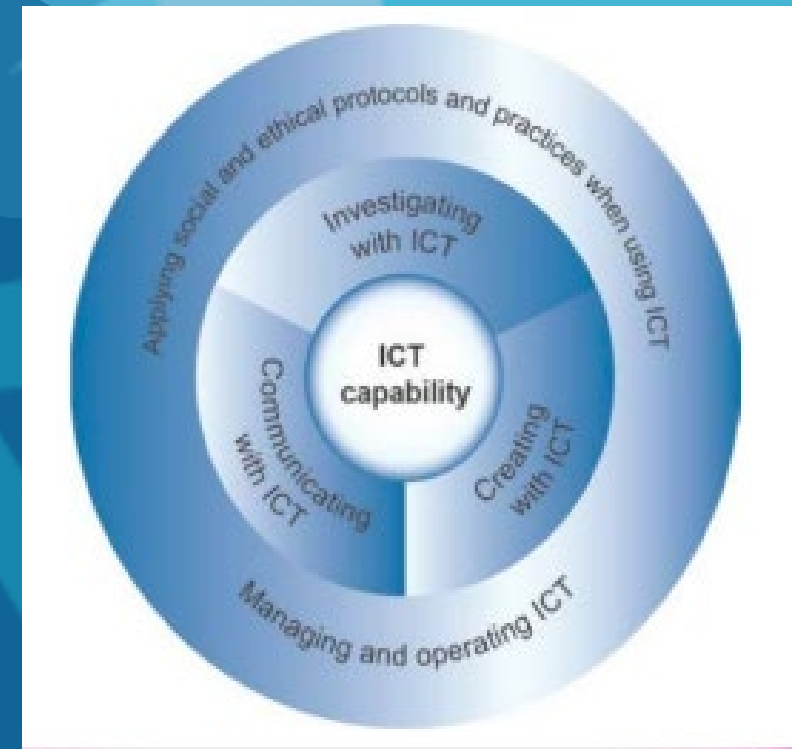 Applying social and ethical protocols and practices when using ICT
Investigating
with ICT
ICT
capability
Communicating
with ICT
Creating
with ICT
Managing and operating ICT